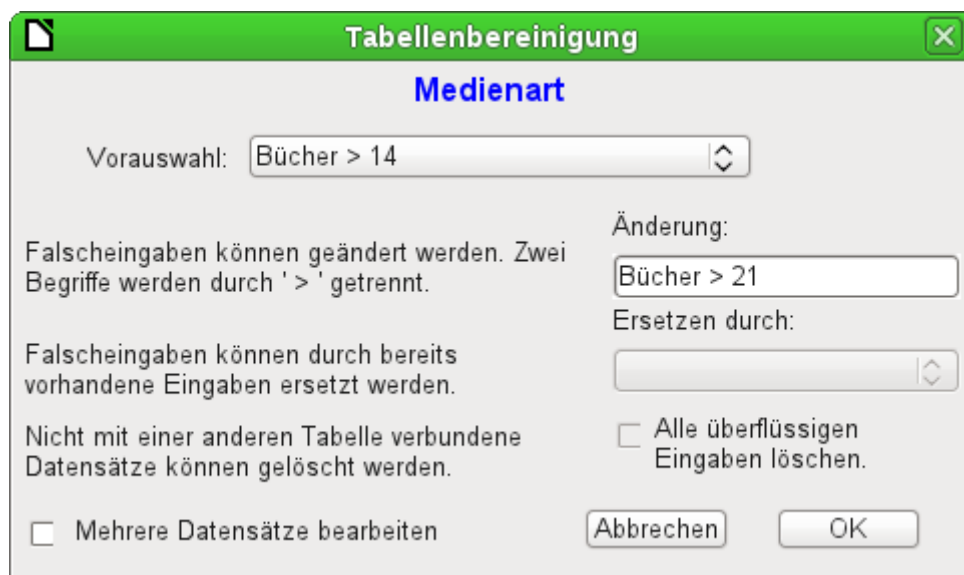 Tabellenbereinigung
Medienart
Vorauswahl: Bücher > 14
Änderung:
Falscheingaben können geändert werden. Zwei
Begriffe werden durch ' > ' getrennt.
Bücher > 21
Ersetzen durch:
Falscheingaben können durch bereits
vorhandene Eingaben ersetzt werden.
Nicht mit einer anderen Tabelle verbundene
Datensätze können gelöscht werden.
Alle überflüssigen
Eingaben löschen.
Mehrere Datensätze bearbeiten
Abbrechen OK